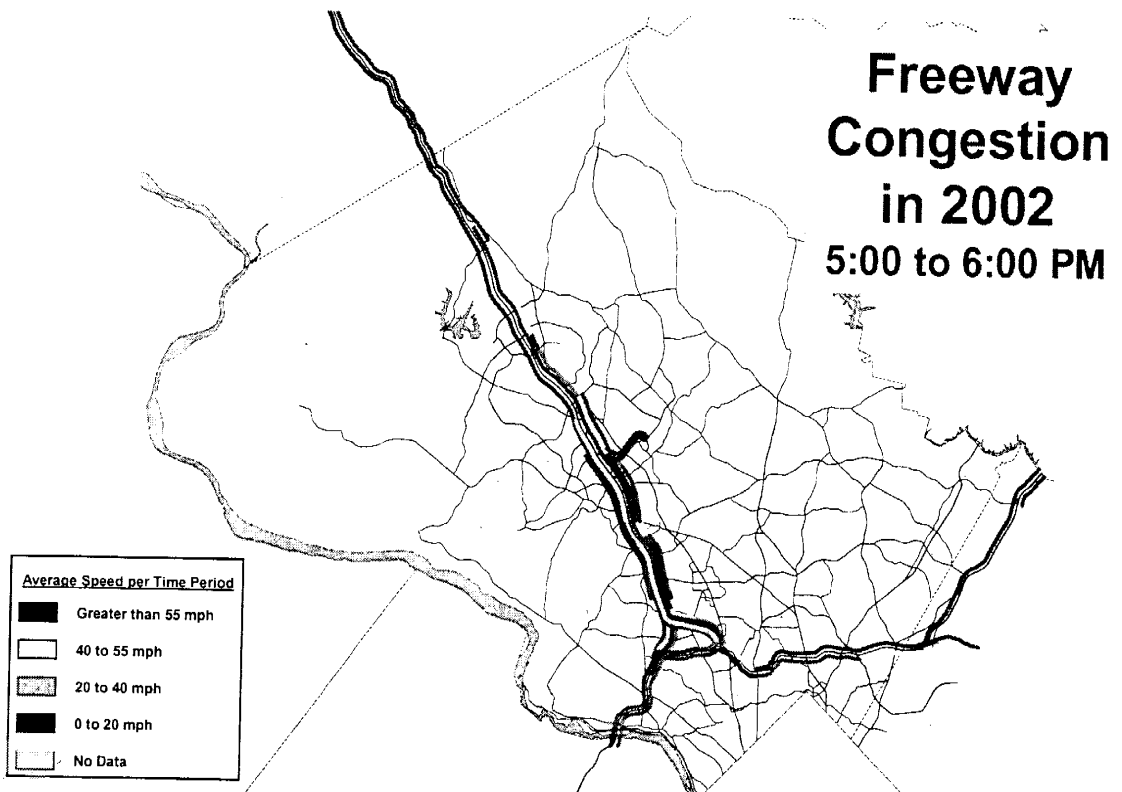 Freeway
Congestion
in 2002
5:00 to 6:00 PM
Average Speed per Time Period
Greater than 55 mph
40 to 55 mph
20 to 40 mph
0 to 20 mph
No Data